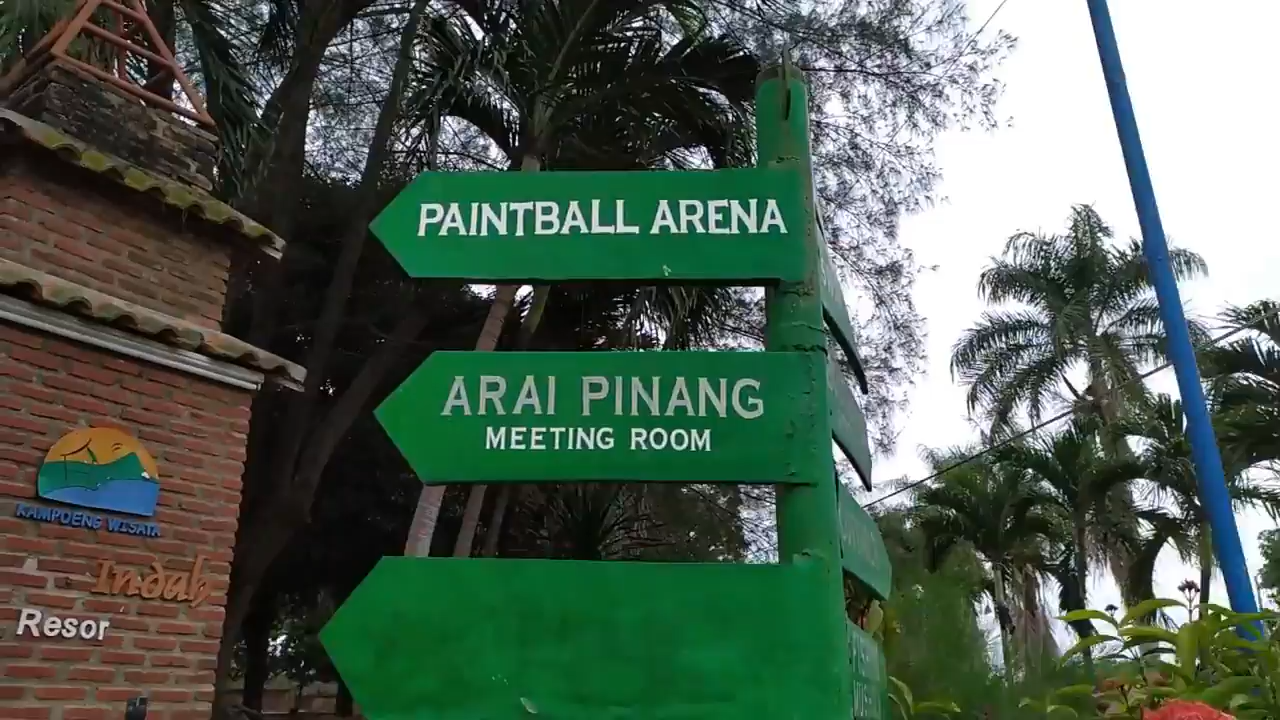 PAINTBALL ARENA
ARAI PINANG
MEETING ROOM
KAMPOENG WISATA
Indah
Resor